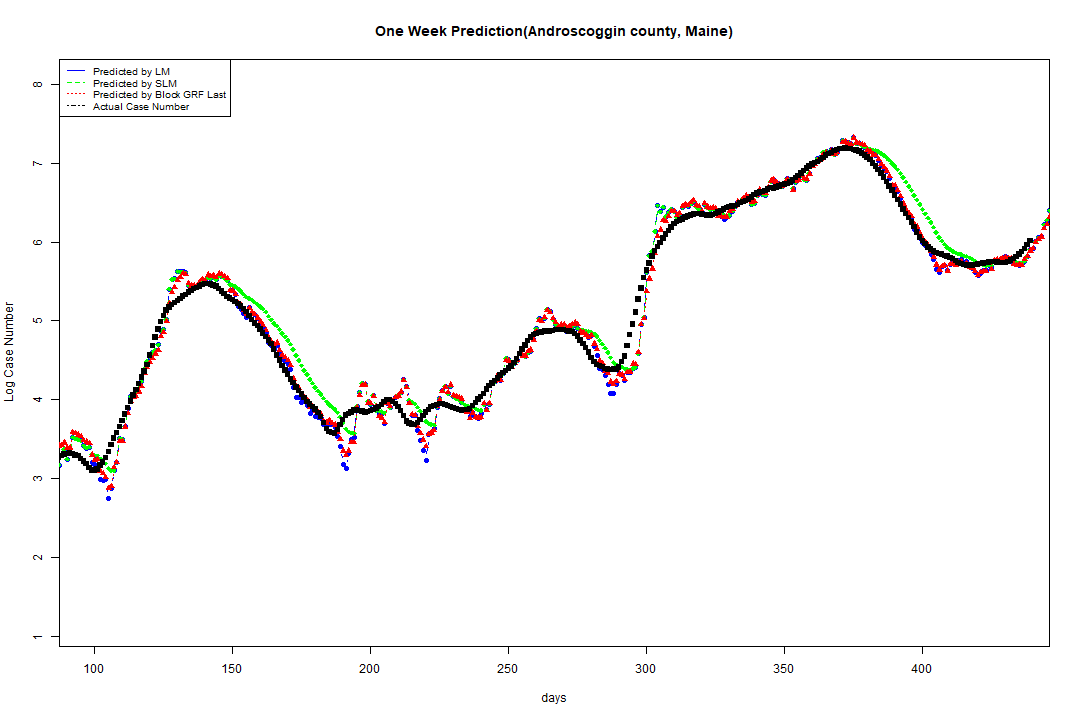 One Week Prediction(Androscoggin county, Maine)
Predicted by LM
Predicted by SLM
Predicted by Block GRF Last
Actual Case Number
8
7
6
5
4
3
2
1
Log Case Number
100 150 200 250 300 350 400
days